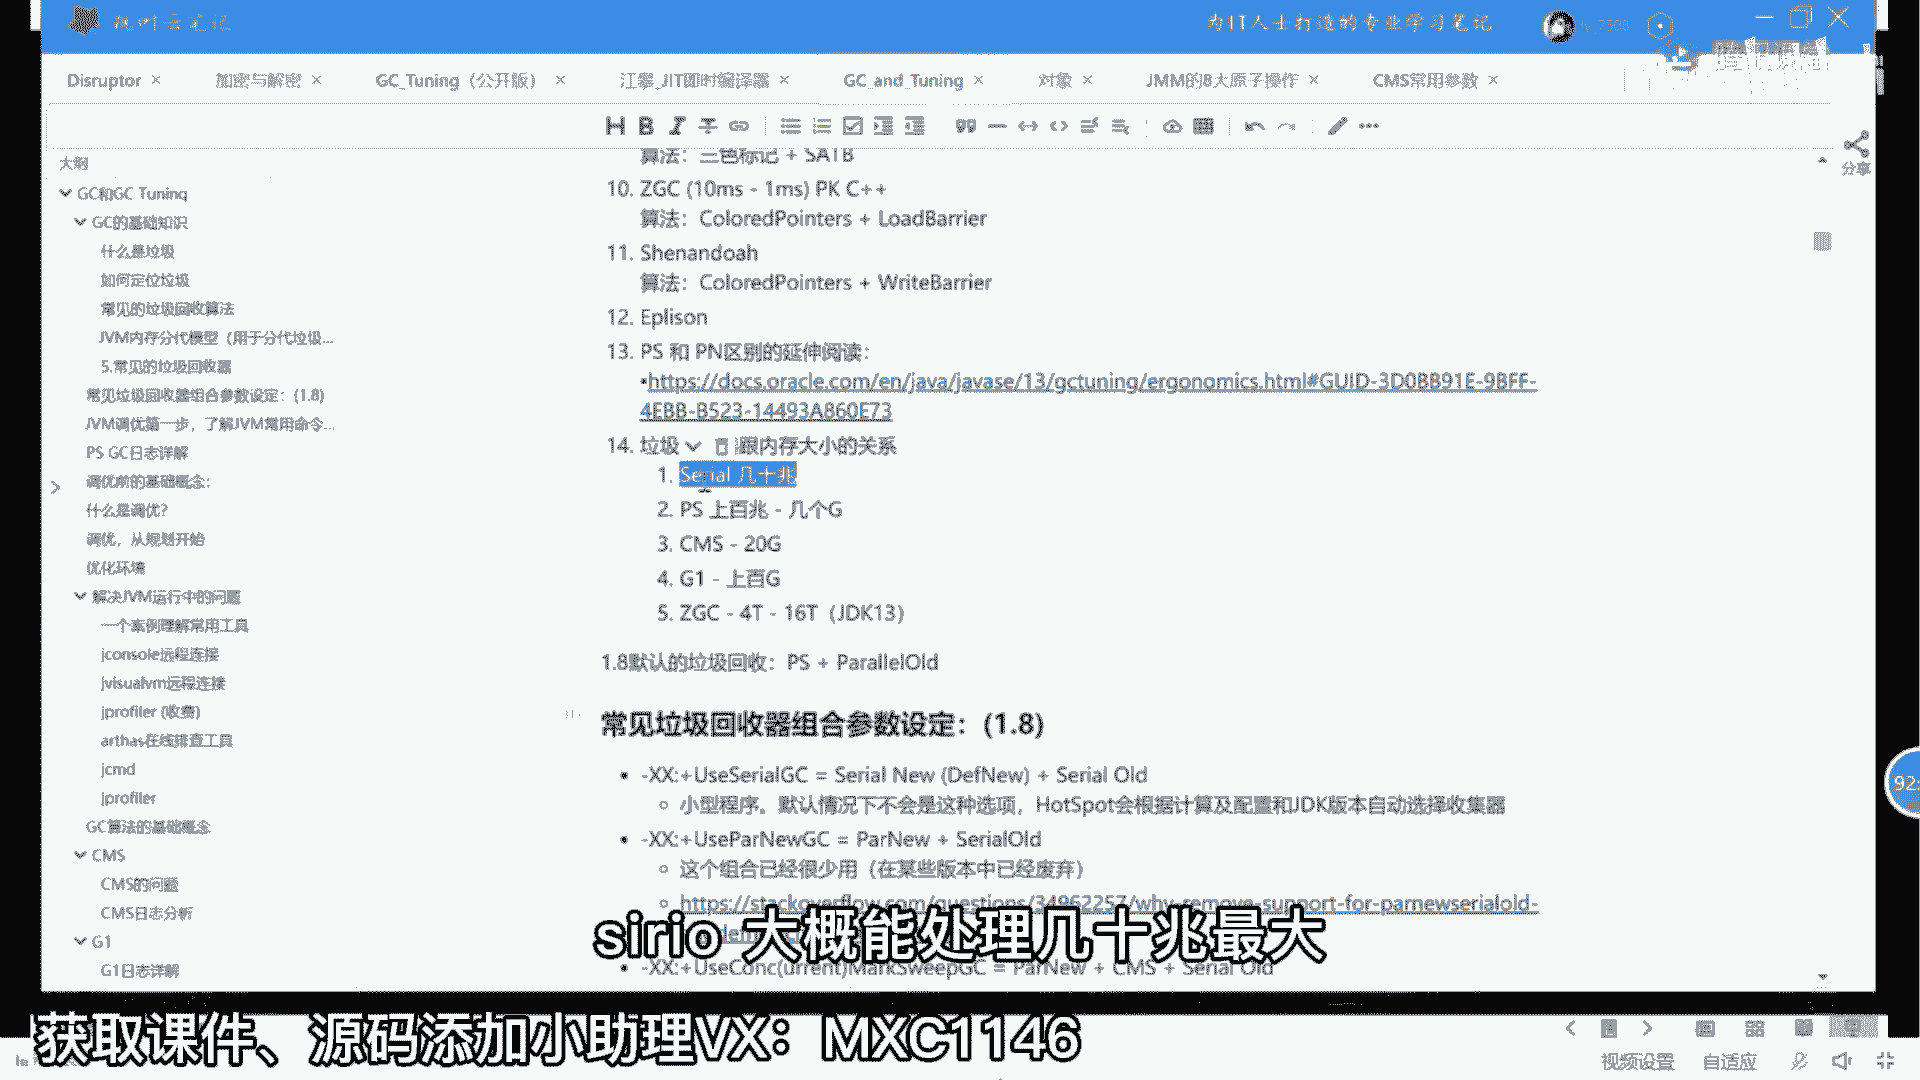 枫叶云笔记
为IT人士打造的专业学习笔记
Disruptor ×
加密与解密 ×
GC_Tuning（公开版） ×
JIT即时编译器 ×
GC_and_Tuning ×
对象 ×
JMM的8大原子操作 ×
CMS常用参数 ×
分享
大纲
GC和GC Tuning
GC的基础知识
什么是垃圾
如何定位垃圾
常见的垃圾回收算法
JVM内存分代模型（用于分代垃圾...
5.常见的垃圾回收器
常见垃圾回收器组合参数设定：(1.8)
JVM调优第一步，了解JVM常用命令...
PS GC日志详解
调优前的基础概念：
什么是调优？
调优，从规划开始
优化环境
解决JVM运行中的问题
一个案例理解常用工具
jconsole远程连接
jvisualvm远程连接
jprofiler (收费)
arthas在线排查工具
jcmd
jprofiler
GC算法的基础概念
CMS
CMS的问题
CMS日志分析
G1
G1日志详解
算法：三色标记 + SATB
10. ZGC (10ms - 1ms) PK C++
算法：ColoredPointers + LoadBarrier
11. Shenandoah
算法：ColoredPointers + WriteBarrier
12. Eplison
13. PS 和 PN区别的延伸阅读：
•https://docs.oracle.com/en/java/javase/13/gctuning/ergonomics.html#GUID-3D0BB91E-9BFF-
4EBB-B523-14493A860E73
14. 垃圾 跟内存大小的关系
1. Serial 几十兆
2. PS 上百兆 - 几个G
3. CMS - 20G
4. G1 - 上百G
5. ZGC - 4T - 16T（JDK13）
1.8默认的垃圾回收：PS + ParallelOld
常见垃圾回收器组合参数设定：(1.8)
• -XX:+UseSerialGC = Serial New (DefNew) + Serial Old
小型程序。默认情况下不会是这种选项，HotSpot会根据计算及配置和JDK版本自动选择收集器
• -XX:+UseParNewGC = ParNew + SerialOld
这个组合已经很少用（在某些版本中已经废弃）
https://stackoverflow.com/questions/34962257/why-remove-support-for-parnewserialold-
• -XX:+UseConc(urrent)MarkSweepGC = ParNew + CMS + Serial Old
sirio 大概能处理几十兆最大
92
获取课件、源码添加小助理VX：MXC1146
视频设置
自适应